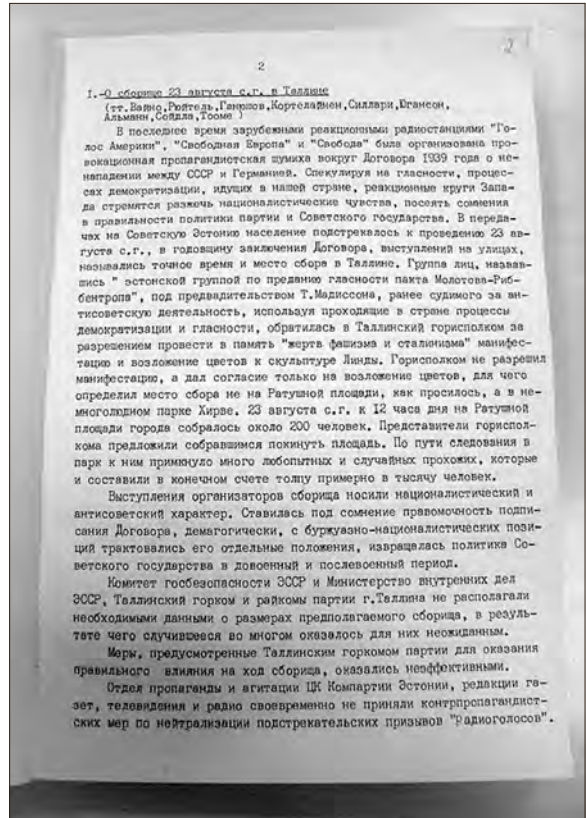 2
2
I.-О сборище 23 августа с.г. в Таллине
(тт.Вайно,Рюйтель,Ганюшов,Кортелайнен,Силлари,Югансон,
Альманн,Сойдла,Тооме )
В последнее время зарубежными реакционными радиостанциями "Го-
лос Америки", "Свободная Европа" и "Свобода" была организована про-
вокационная пропагандистская шумиха вокруг Договора 1939 года о не-
нападении между СССР и Германией. Спекулируя на гласности, процес-
сах демократизации, идущих в нашей стране, реакционные круги Запа-
да стремятся разжечь националистические чувства, посеять сомнения
в правильности политики партии и Советского государства. В переда-
чах на Советскую Эстонию население подстрекалось к проведению 23 ав-
густа с.г., в годовщину заключения Договора, выступлений на улицах,
назывались точное время и место сбора в Таллине. Группа лиц, назвав-
шись " эстонской группой по преданию гласности пакта Молотова-Риб-
бентропа", под предвадительством Т.Мадиссона, ранее судимого за ан-
тисоветскую деятельность, используя проходящие в стране процессы
демократизации и гласности, обратилась в Таллинский горисполком за
разрешением провести в память "жертв фашизма и сталинизма" манифес-
тацию и возложение цветов к скульптуре Линды. Горисполком не разрешил
манифестацию, а дал согласие только на возложение цветов, для чего
определил место сбора не на Ратушной площади, как просилось, а в не-
многолюдном парке Хирве. 23 августа с.г. к 12 часа дня на Ратушной
площади города собралось около 200 человек. Представители гориспол-
кома предложили собравшимся покинуть площадь. По пути следования в
парк к ним примкнуло много любопытных и случайных прохожих, которые
и составили в конечном счете толпу примерно в тысячу человек.
Выступления организаторов сборища носили националистический и
антисоветский характер. Ставилась под сомнение правомочность подпи-
сания Договора, демагогически, с буржуазно-националистических пози-
ций трактовались его отдельные положения, извращалась политика Со-
ветского государства в довоенный и послевоенный период.
Комитет госбезопасности ЭССР и Министерство внутренних дел
ЭССР, Таллинский горком и райкомы партии г.Таллина не располагали
необходимыми данными о размерах предполагаемого сборища, в резуль-
тате чего случившееся во многом оказалось для них неожиданным.
Меры, предусмотренные Таллинским горкомом партии для оказания
правильного влияния на ход сборища, оказались неэффективными.
Отдел пропаганды и агитации ЦК Компартии Эстонии, редакции га-
зет, телевидения и радио своевременно не приняли контрпропагандист-
ских мер по нейтрализации подстрекательских призывов "радиоголосов".